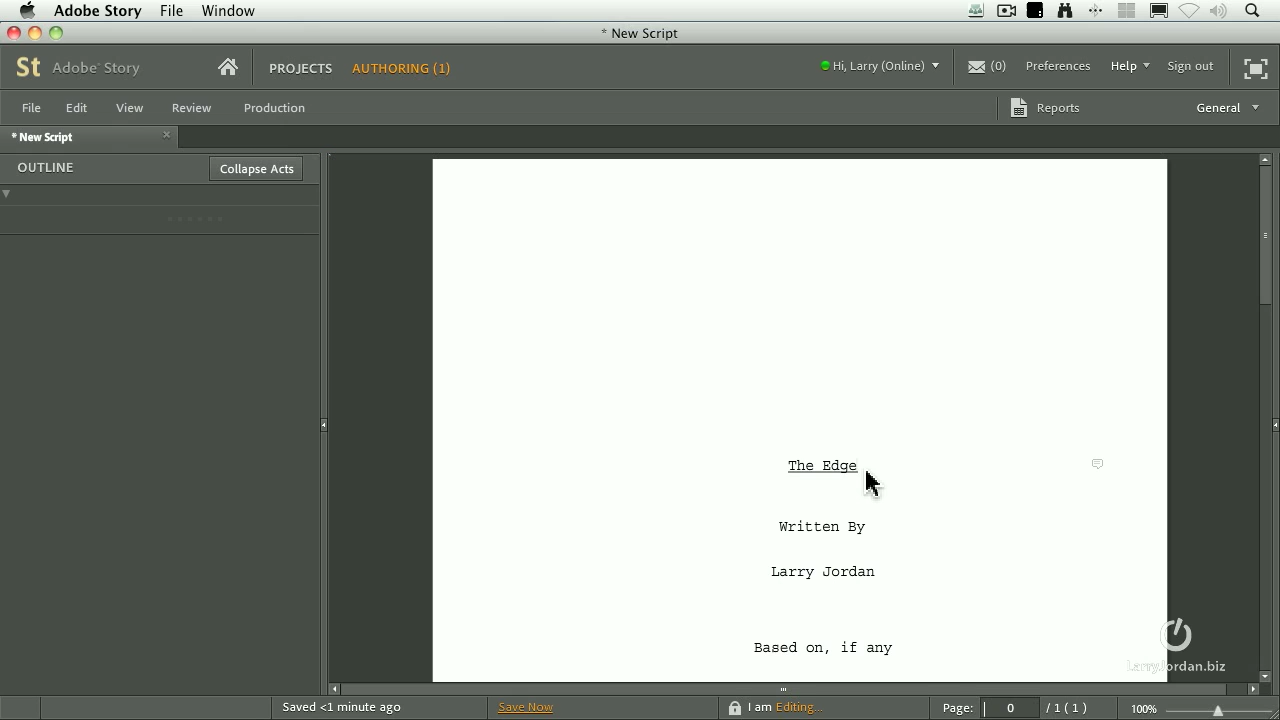 Adobe Story File Window
* New Script
St Adobe Story PROJECTS AUTHORING (1) Hi, Larry (Online) (0) Preferences Help Sign out
File Edit View Review Production Reports General
* New Script
OUTLINE Collapse Acts
The Edge
Written By
Larry Jordan
Based on, if any
LarryJordan.biz
Saved <1 minute ago Save Now I am Editing... Page: 0 / 1 ( 1 ) 100%